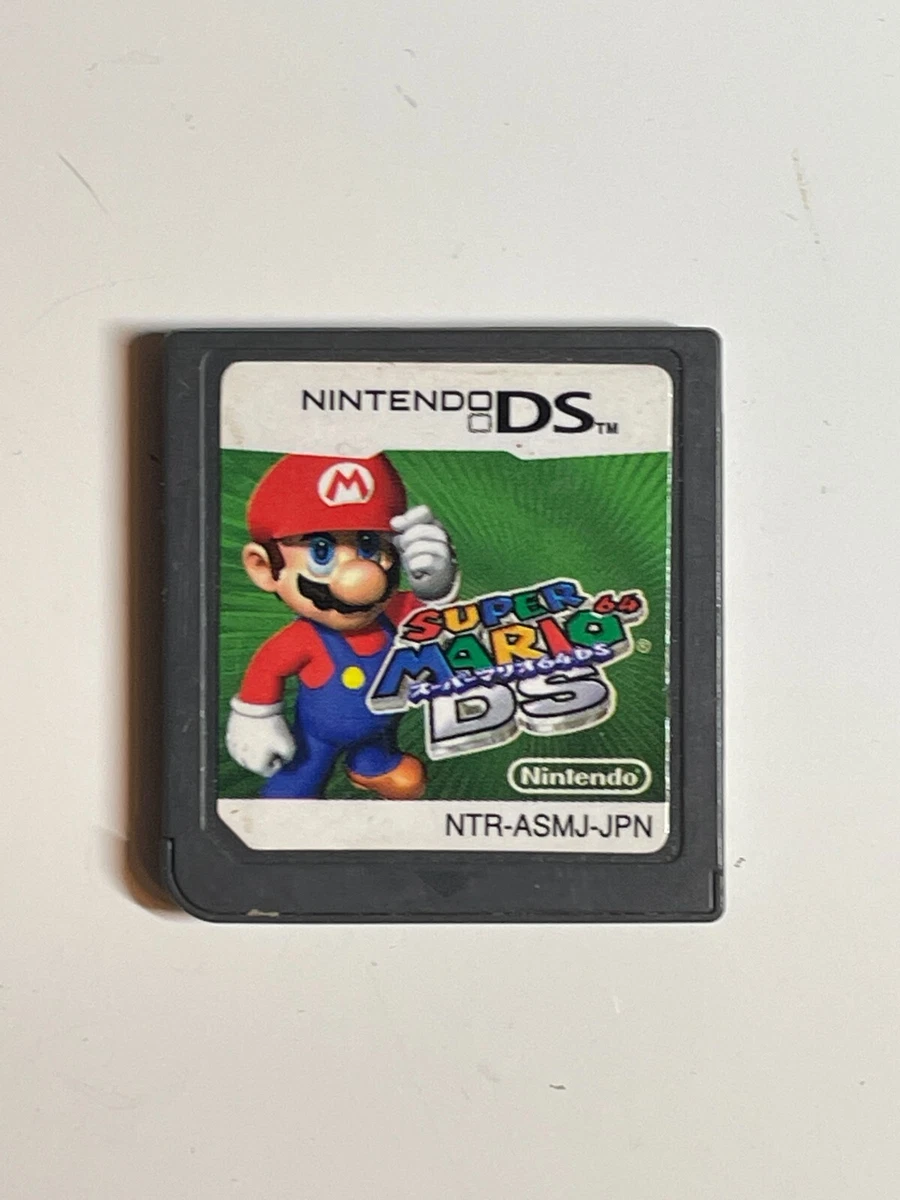 NINTENDO DS™
M
SUPER
MARIO 64
スーパーマリオ64DS
DS ®
Nintendo®
NTR-ASMJ-JPN